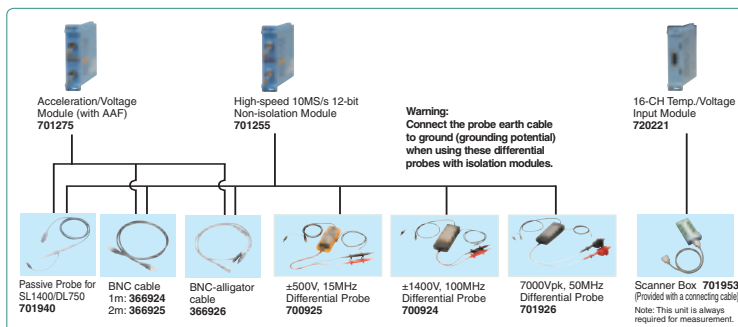 Acceleration/Voltage
Module (with AAF)
701275
High-speed 10MS/s 12-bit
Non-isolation Module
701255
Warning:
Connect the probe earth cable
to ground (grounding potential)
when using these differential
probes with isolation modules.
16-CH Temp./Voltage
Input Module
720221
Passive Probe for
SL1400/DL750
701940
BNC cable
1m: 366924
2m: 366925
BNC-alligator
cable
366926
±500V, 15MHz
Differential Probe
700925
±1400V, 100MHz
Differential Probe
700924
7000Vpk, 50MHz
Differential Probe
701926
Scanner Box 701953
(Provided with a connecting cable)
Note: This unit is always
required for measurement.